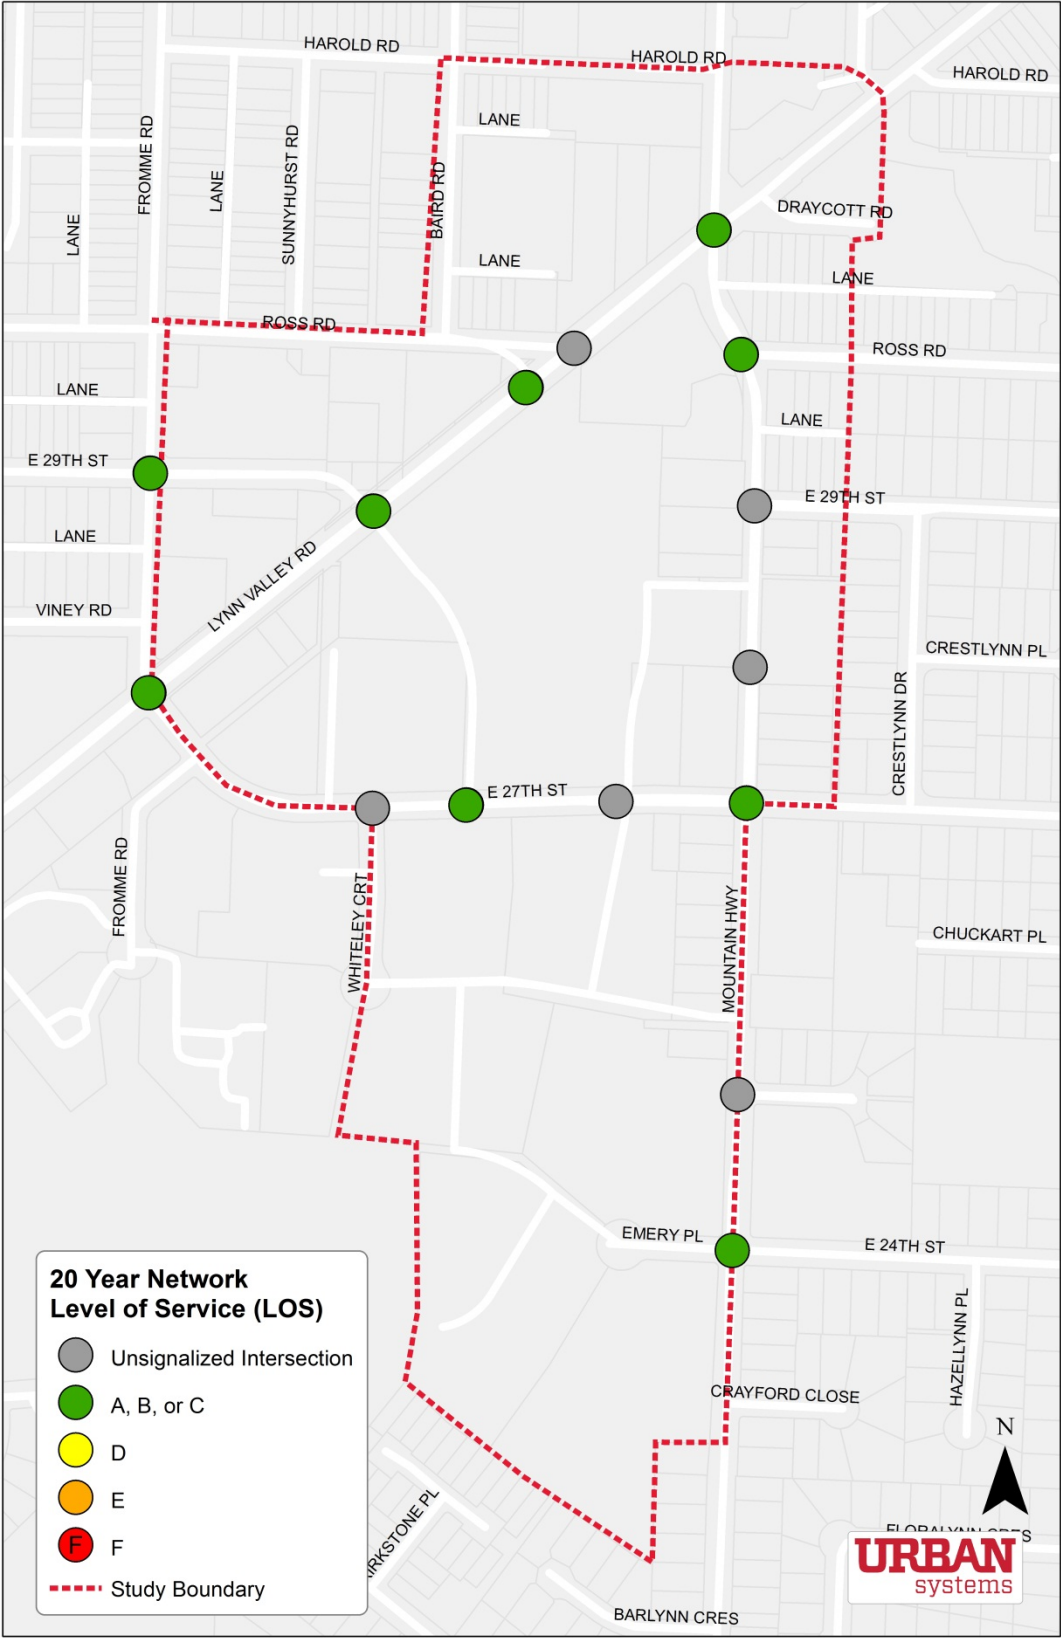 HAROLD RD
HAROLD RD
HAROLD RD
LANE
FROMME RD
LANE
LANE
SUNNYHURST RD
BAIRD RD
DRAYCOTT RD
LANE
LANE
ROSS RD
ROSS RD
LANE
LANE
E 29TH ST
E 29TH ST
LANE
LYNN VALLEY RD
VINEY RD
CRESTLYNN PL
CRESTLYNN DR
E 27TH ST
FROMME RD
WHITELEY CRT
MOUNTAIN HWY
CHUCKART PL
EMERY PL
E 24TH ST
HAZELLYNN PL
CRAYFORD CLOSE
N
20 Year Network
Level of Service (LOS)
Unsignalized Intersection
A, B, or C
D
E
F F
Study Boundary
URBAN
systems
BARLYNN CRES